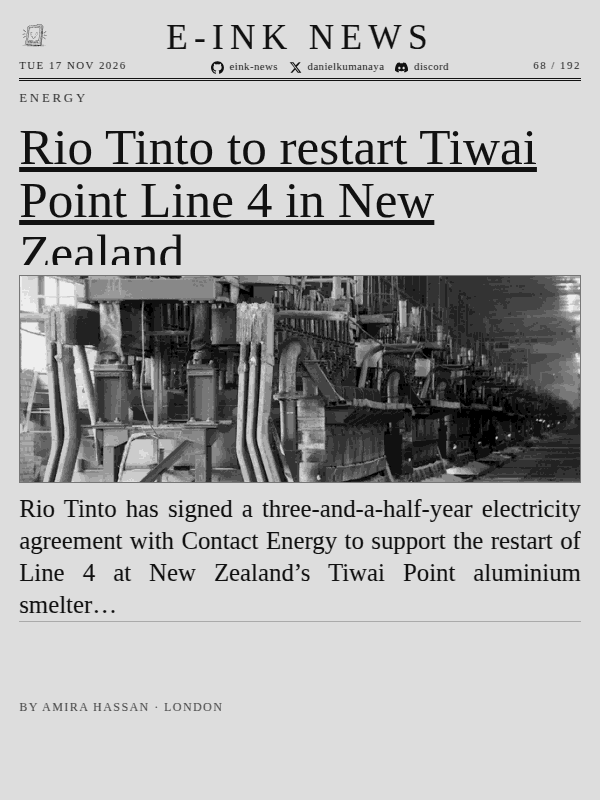 E-INK NEWS
TUE 17 NOV 2026
eink-news danielkumanaya discord
68 / 192
ENERGY
Rio Tinto to restart Tiwai
Point Line 4 in New
Zealand
Rio Tinto has signed a three-and-a-half-year electricity
agreement with Contact Energy to support the restart of
Line 4 at New Zealand’s Tiwai Point aluminium
smelter…
BY AMIRA HASSAN · LONDON